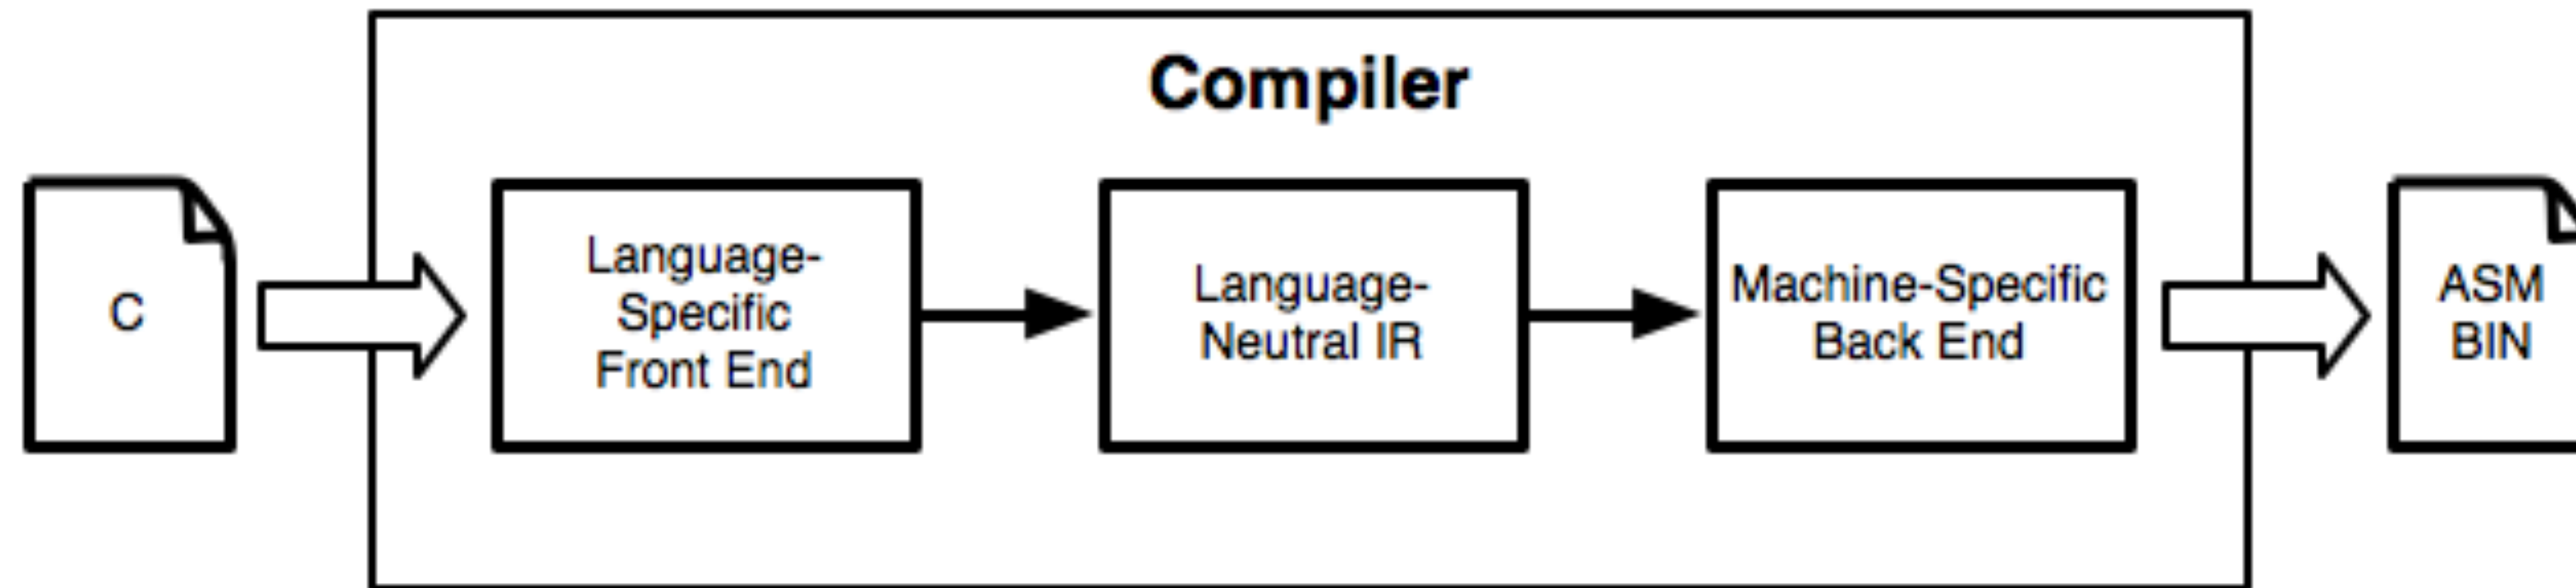 Compiler
C
Language-
Specific
Front End
Language-
Neutral IR
Machine-Specific
Back End
ASM
BIN